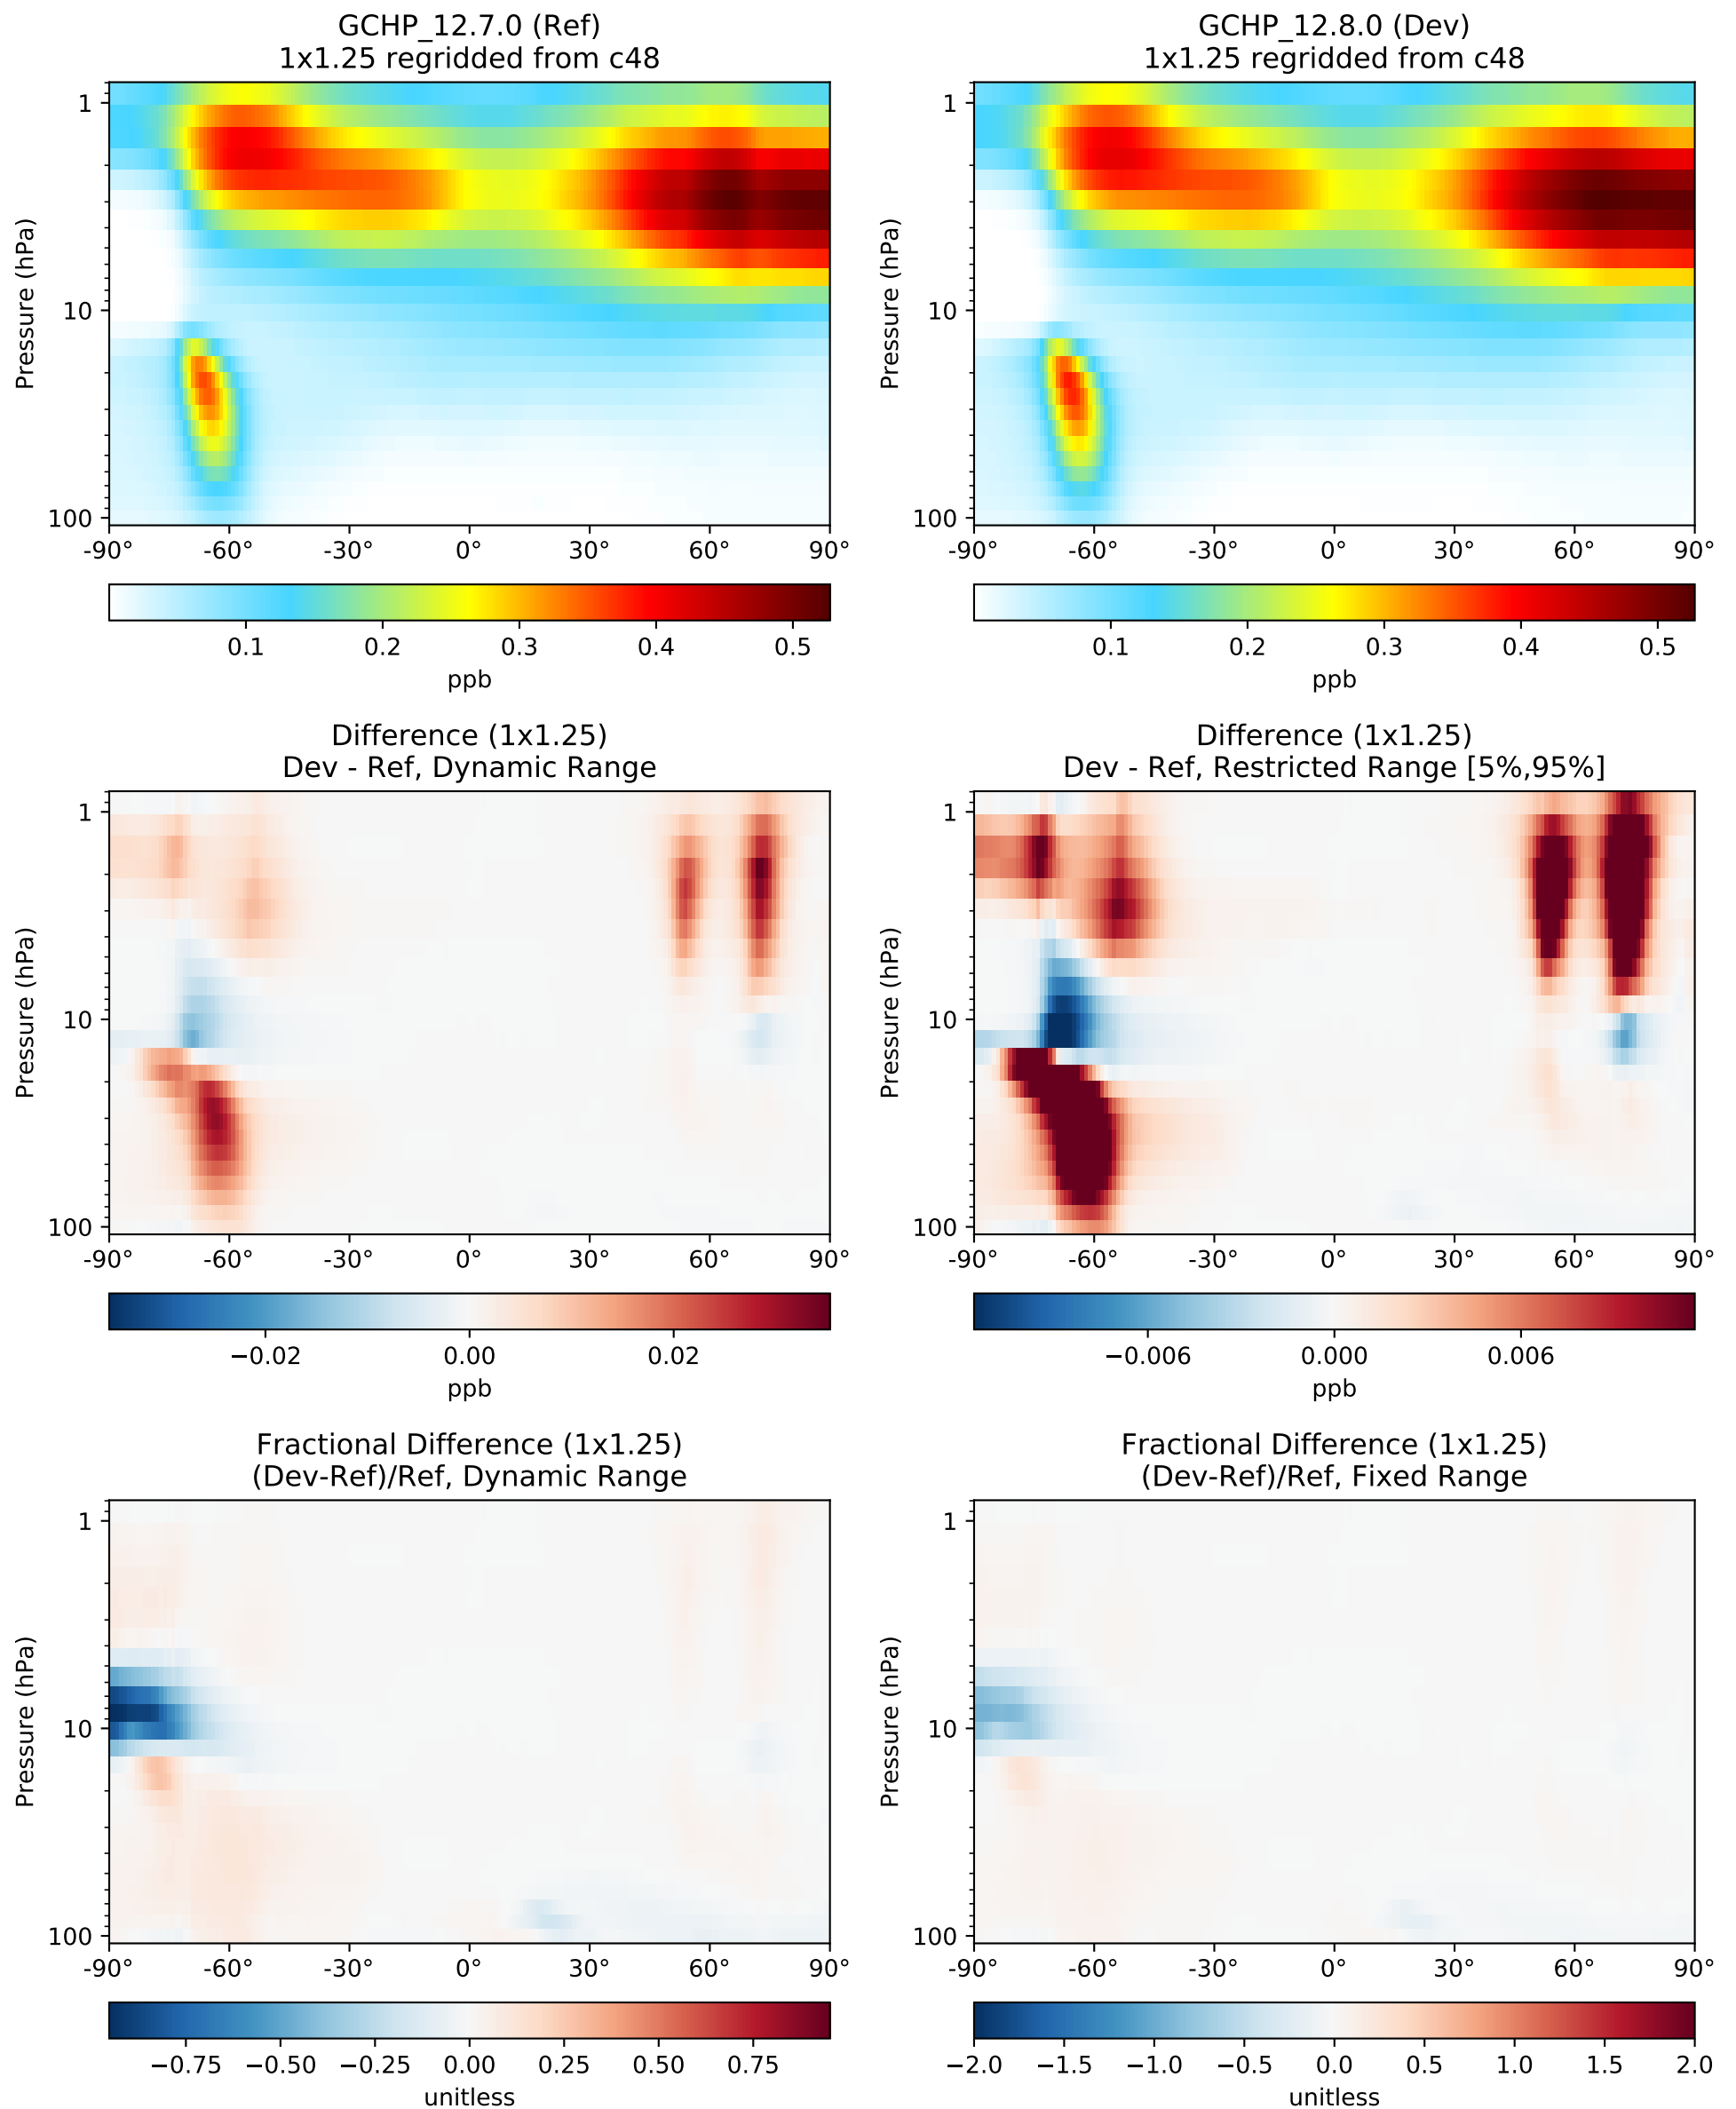 GCHP_12.7.0 (Ref)
1x1.25 regridded from c48
Pressure (hPa)
1
10
100
-90° -60° -30° 0° 30° 60° 90°
0.1 0.2 0.3 0.4 0.5
ppb
GCHP_12.8.0 (Dev)
1x1.25 regridded from c48
Pressure (hPa)
1
10
100
-90° -60° -30° 0° 30° 60° 90°
0.1 0.2 0.3 0.4 0.5
ppb
Difference (1x1.25)
Dev - Ref, Dynamic Range
Pressure (hPa)
1
10
100
-90° -60° -30° 0° 30° 60° 90°
−0.02 0.00 0.02
ppb
Difference (1x1.25)
Dev - Ref, Restricted Range [5%,95%]
Pressure (hPa)
1
10
100
-90° -60° -30° 0° 30° 60° 90°
−0.006 0.000 0.006
ppb
Fractional Difference (1x1.25)
(Dev-Ref)/Ref, Dynamic Range
Pressure (hPa)
1
10
100
-90° -60° -30° 0° 30° 60° 90°
−0.75 −0.50 −0.25 0.00 0.25 0.50 0.75
unitless
Fractional Difference (1x1.25)
(Dev-Ref)/Ref, Fixed Range
Pressure (hPa)
1
10
100
-90° -60° -30° 0° 30° 60° 90°
−2.0 −1.5 −1.0 −0.5 0.0 0.5 1.0 1.5 2.0
unitless